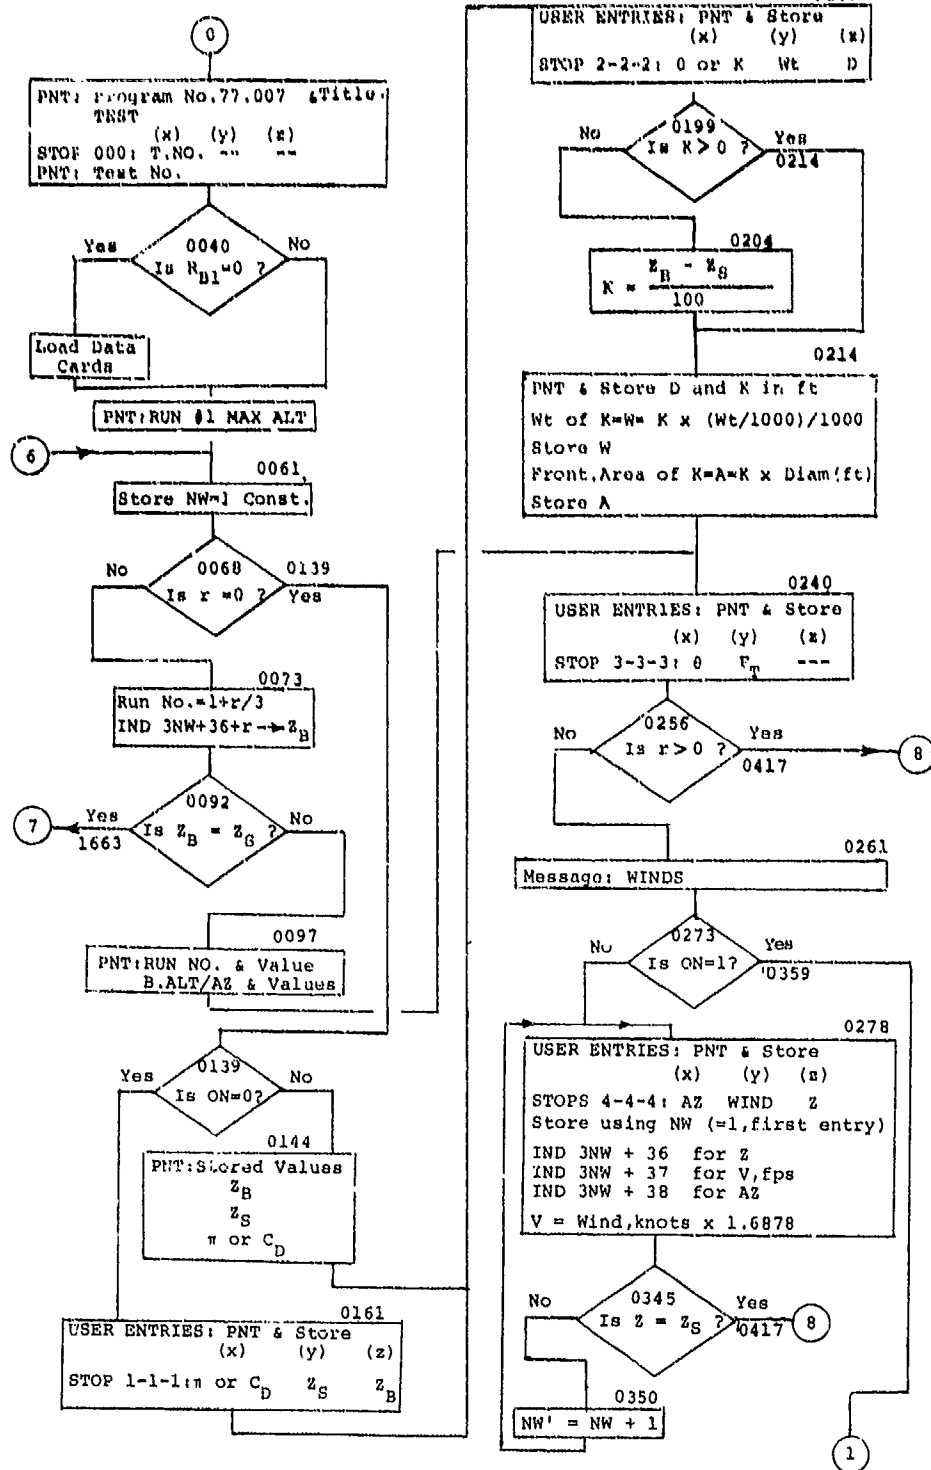 0
PNT: Program No.77.007 &Title.
TEST
(x) (y) (z)
STOP 000: T.NO. -- --
PNT: Test No.
0040
Yes
No
Is R_B1=0 ?
Load Data
Cards
PNT:RUN #1 MAX ALT
6
0061
Store NW=1 Const.
No
0068
0139
Is r =0 ?
Yes
0073
Run No.=1+r/3
IND 3NW+36+r→Z_B
0092
7
Yes
No
1663
Is Z_B = Z_S ?
0097
PNT:RUN NO. & Value
B.ALT/AZ & Values
0139
Yes
No
Is ON=0?
0144
PNT:Stored Values
Z_B
Z_S
π or C_D
0161
USER ENTRIES: PNT & Store
(x) (y) (z)
STOP 1-1-1:π or C_D Z_S Z_B
USER ENTRIES: PNT & Store
(x) (y) (z)
STOP 2-2-2: 0 or K Wt D
0199
No
Yes
Is K> 0 ?
0214
0204
K = Z_B - Z_S
100
0214
PNT & Store D and K in ft
Wt of K=W= K x (Wt/1000)/1000
Store W
Front.Area of K=A=K x Diam(ft)
Store A
0240
USER ENTRIES: PNT & Store
(x) (y) (z)
STOP 3-3-3: θ F_T ---
0256
No
Yes
8
Is r> 0 ?
0417
0261
Message: WINDS
0273
No
Yes
Is ON=1?
0359
0278
USER ENTRIES: PNT & Store
(x) (y) (z)
STOPS 4-4-4: AZ WIND Z
Store using NW (=1,first entry)
IND 3NW + 36 for Z
IND 3NW + 37 for V,fps
IND 3NW + 38 for AZ
V = Wind,knots x 1.6878
0345
No
Yes
8
Is Z = Z_S ?
0417
0350
NW' = NW + 1
1